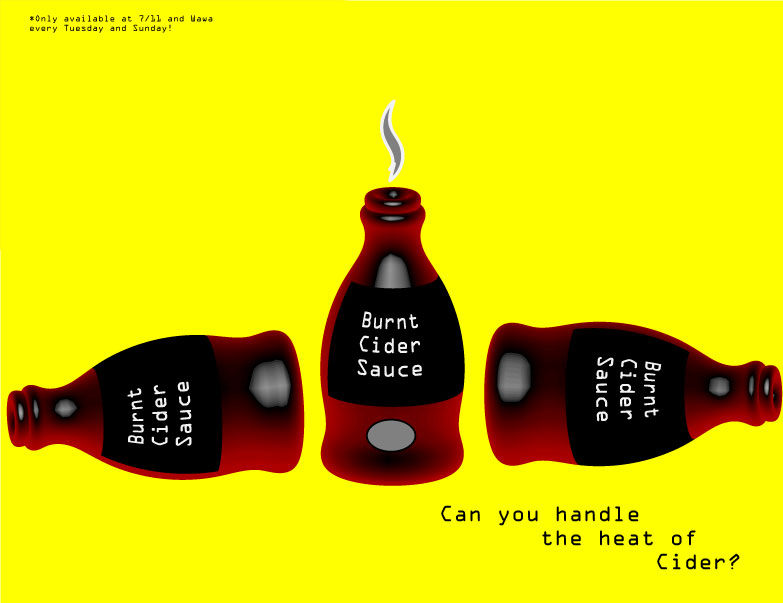 *Only available at 7/11 and Wawa
every Tuesday and Sunday!
Burnt
Cider
Sauce
Burnt
Cider
Sauce
Burnt
Cider
Sauce
Can you handle
the heat of
Cider?